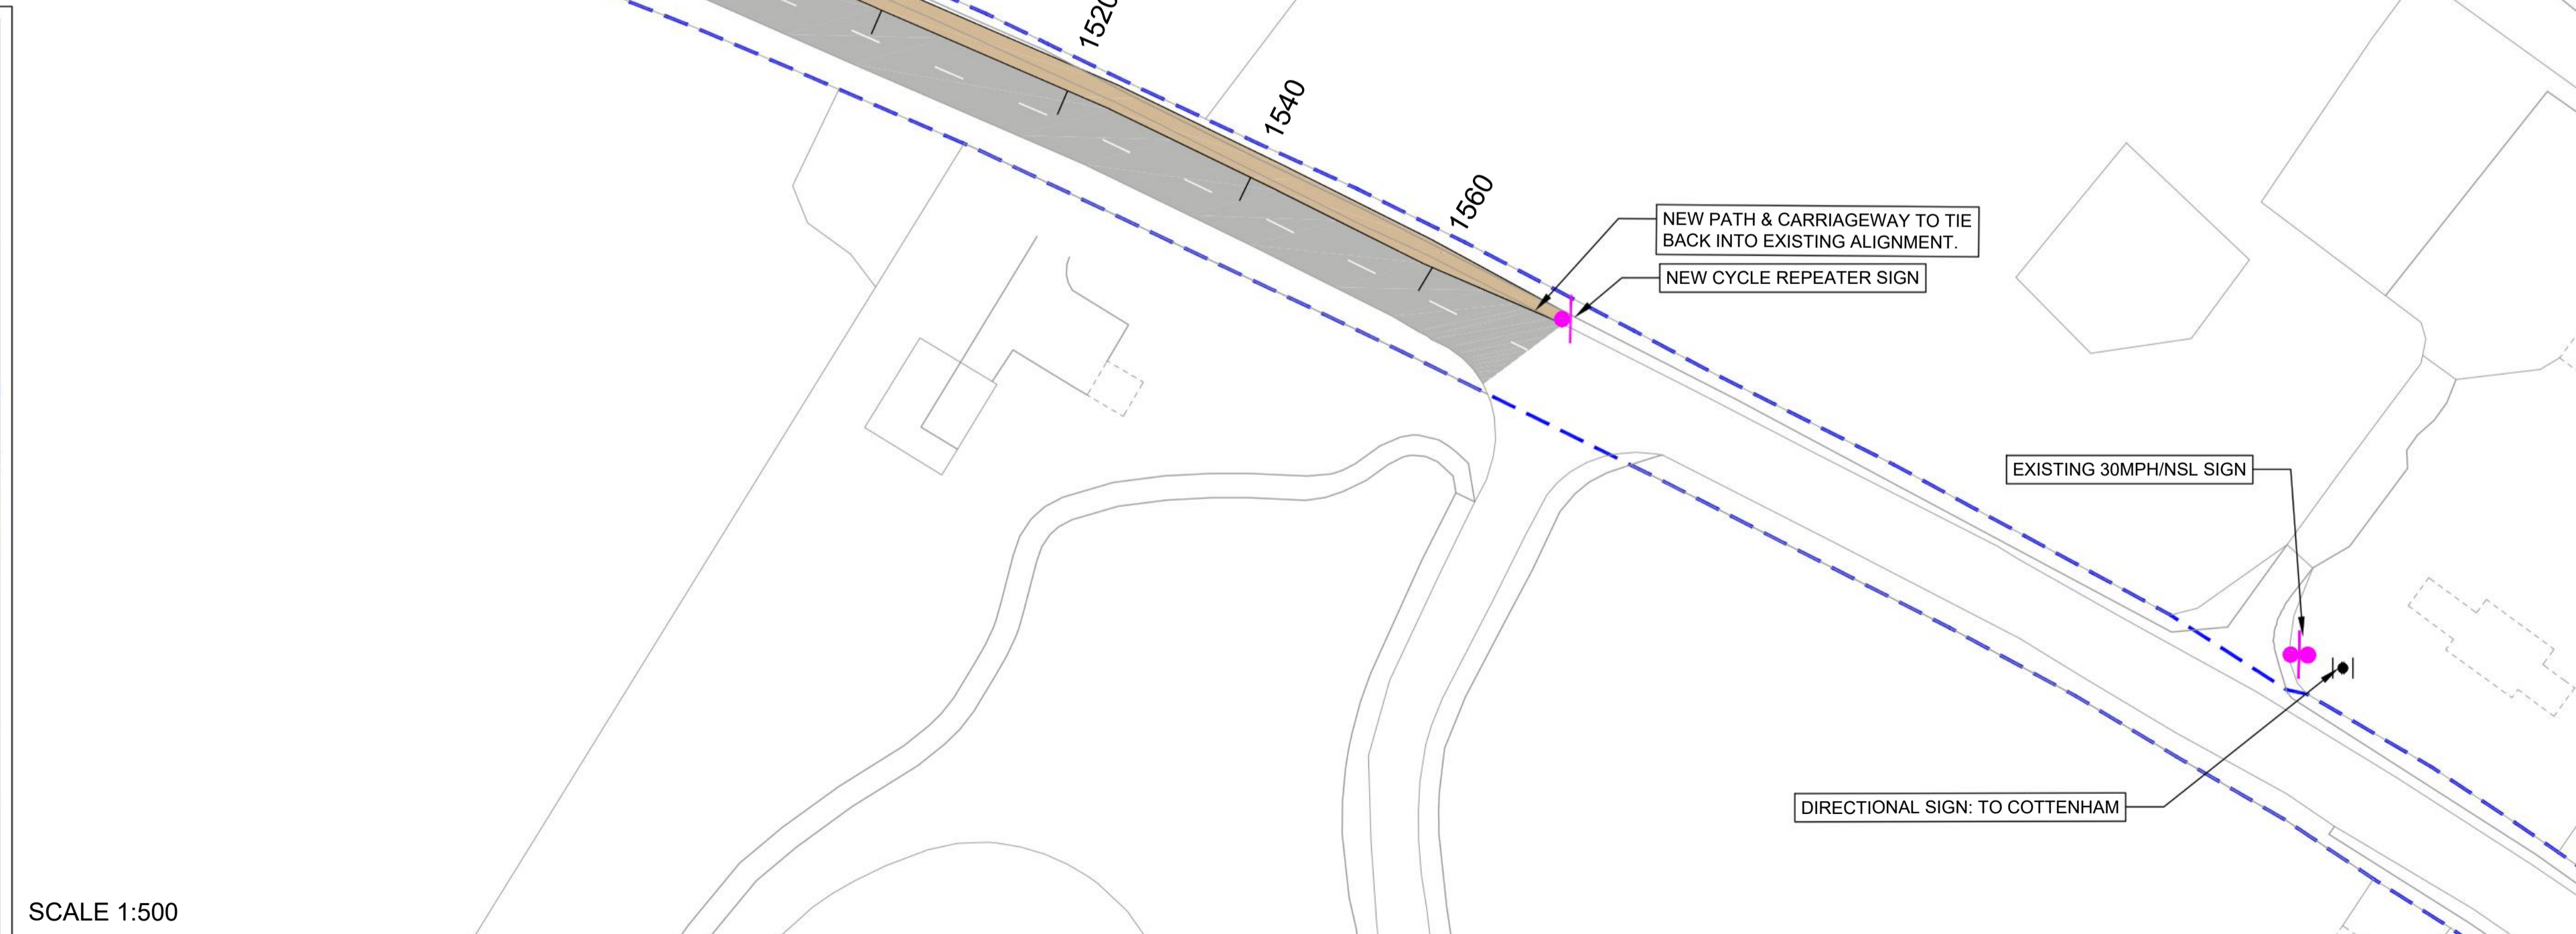 1520
1540
1560
NEW PATH & CARRIAGEWAY TO TIE
BACK INTO EXISTING ALIGNMENT.
NEW CYCLE REPEATER SIGN
EXISTING 30MPH/NSL SIGN
DIRECTIONAL SIGN: TO COTTENHAM
SCALE 1:500